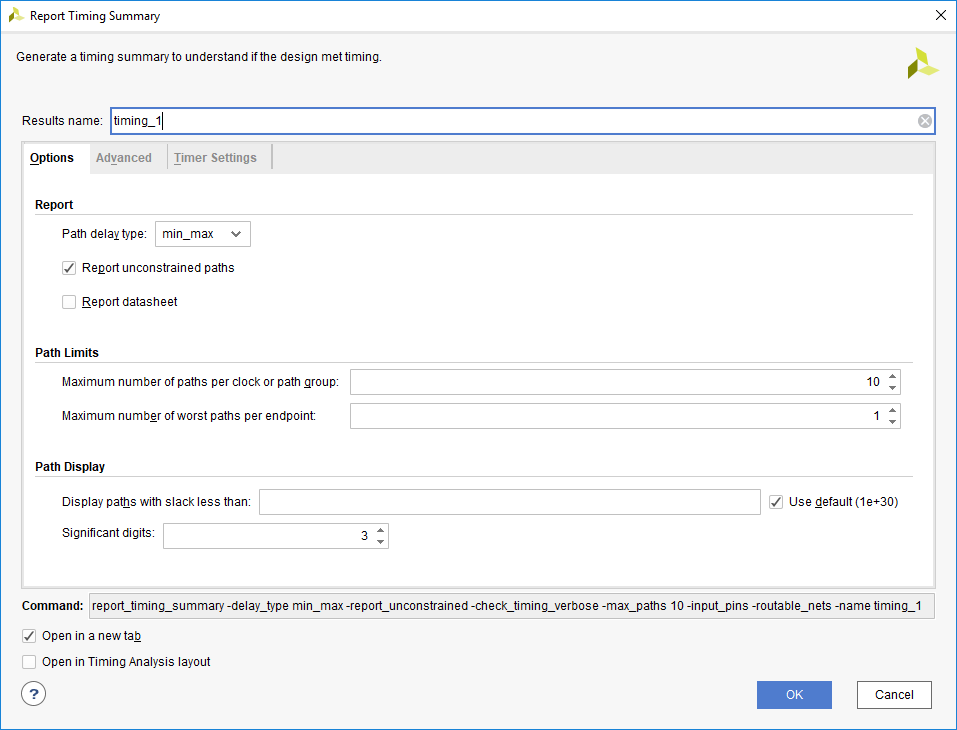 Report Timing Summary
Generate a timing summary to understand if the design met timing.
Results name: timing_1
Options Advanced Timer Settings
Report
Path delay type: min_max
Report unconstrained paths
Report datasheet
Path Limits
Maximum number of paths per clock or path group: 10
Maximum number of worst paths per endpoint: 1
Path Display
Display paths with slack less than: Use default (1e+30)
Significant digits: 3
Command: report_timing_summary -delay_type min_max -report_unconstrained -check_timing_verbose -max_paths 10 -input_pins -routable_nets -name timing_1
Open in a new tab
Open in Timing Analysis layout
? OK Cancel